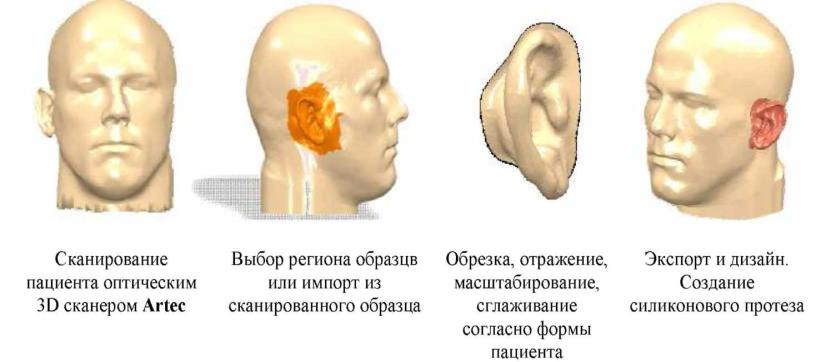 Сканирование
пациента оптическим
3D сканером Artec
Выбор региона образцв
или импорт из
сканированного образца
Обрезка, отражение,
масштабирование,
сглаживание
согласно формы
пациента
Экспорт и дизайн.
Создание
силиконового протеза